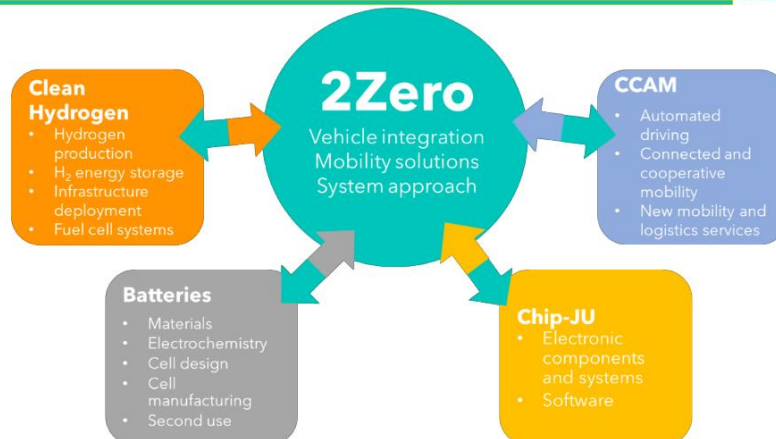 2Zero
Vehicle integration
Mobility solutions
System approach
Clean
Hydrogen
• Hydrogen
production
• H₂ energy storage
• Infrastructure
deployment
• Fuel cell systems
CCAM
• Automated
driving
• Connected and
cooperative
mobility
• New mobility and
logistics services
Batteries
• Materials
• Electrochemistry
• Cell design
• Cell
manufacturing
• Second use
Chip-JU
• Electronic
components
and systems
• Software